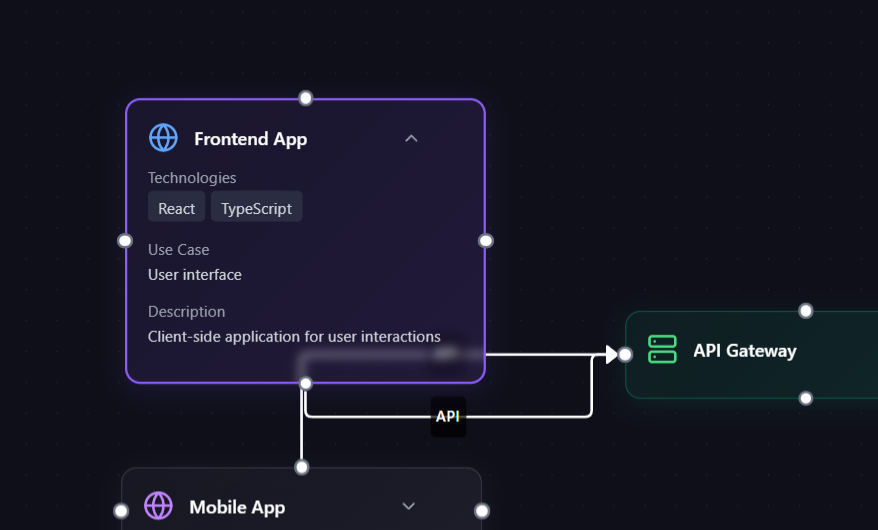 Frontend App
Technologies
React TypeScript
Use Case
User interface
Description
Client-side application for user interactions
API Gateway
API
Mobile App